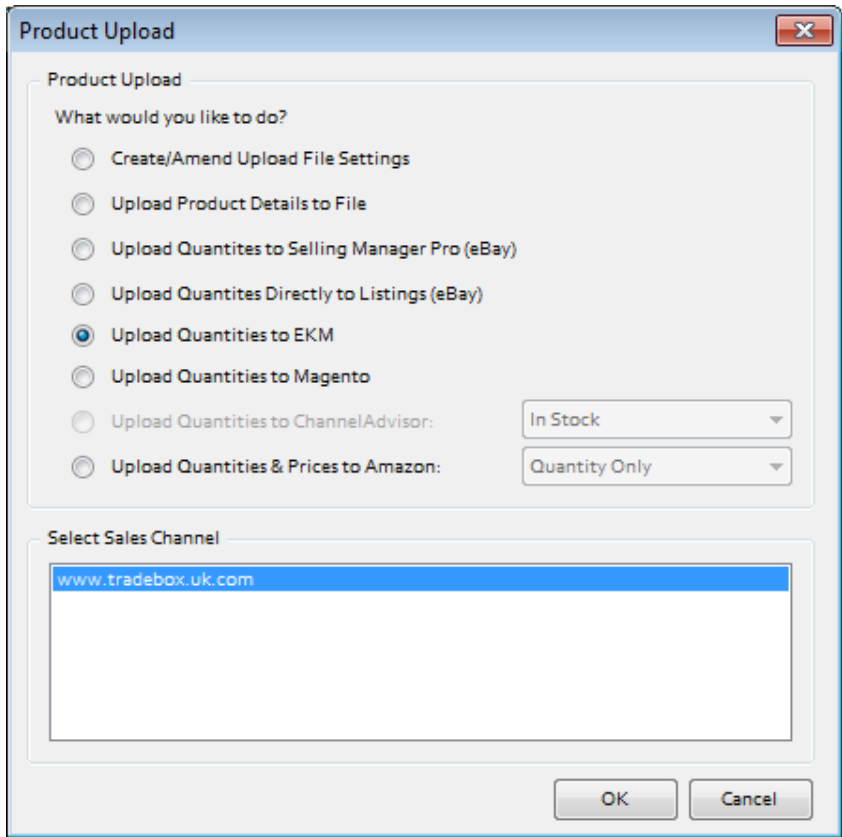 Product Upload
Product Upload
What would you like to do?
Create/Amend Upload File Settings
Upload Product Details to File
Upload Quantites to Selling Manager Pro (eBay)
Upload Quantites Directly to Listings (eBay)
Upload Quantities to EKM
Upload Quantities to Magento
Upload Quantities to ChannelAdvisor: In Stock
Upload Quantities & Prices to Amazon: Quantity Only
Select Sales Channel
www.tradebox.uk.com
OK Cancel